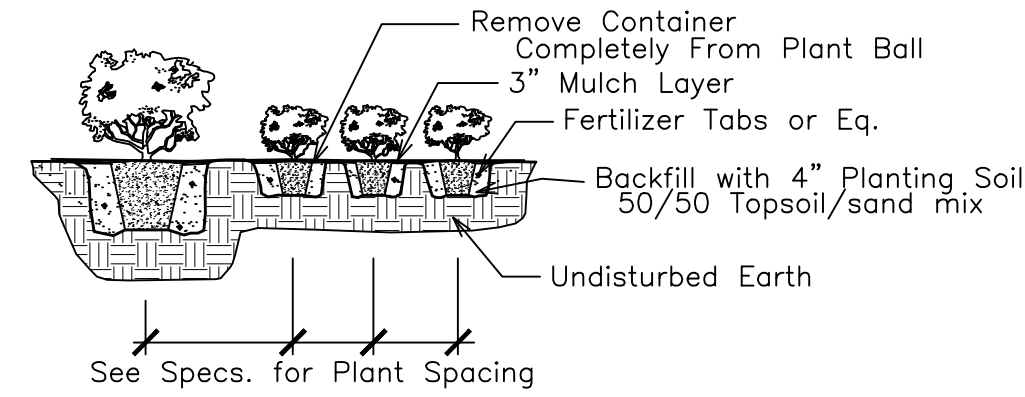 Remove Container
Completely From Plant Ball
3” Mulch Layer
Fertilizer Tabs or Eq.
Backfill with 4” Planting Soil
50/50 Topsoil/sand mix
Undisturbed Earth
See Specs. for Plant Spacing